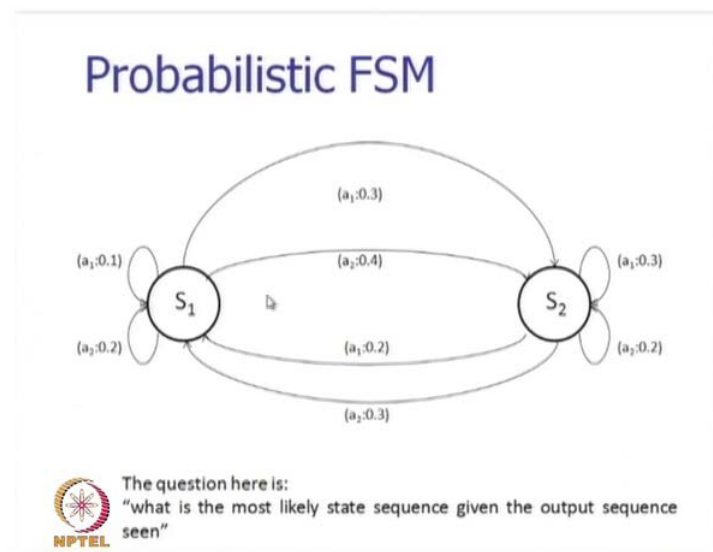 Probabilistic FSM
(a₁:0.3)
(a₁:0.1)
(a₂:0.4)
(a₁:0.3)
S₁
S₂
(a₂:0.2)
(a₁:0.2)
(a₂:0.2)
(a₂:0.3)
The question here is:
"what is the most likely state sequence given the output sequence
seen"
NPTEL